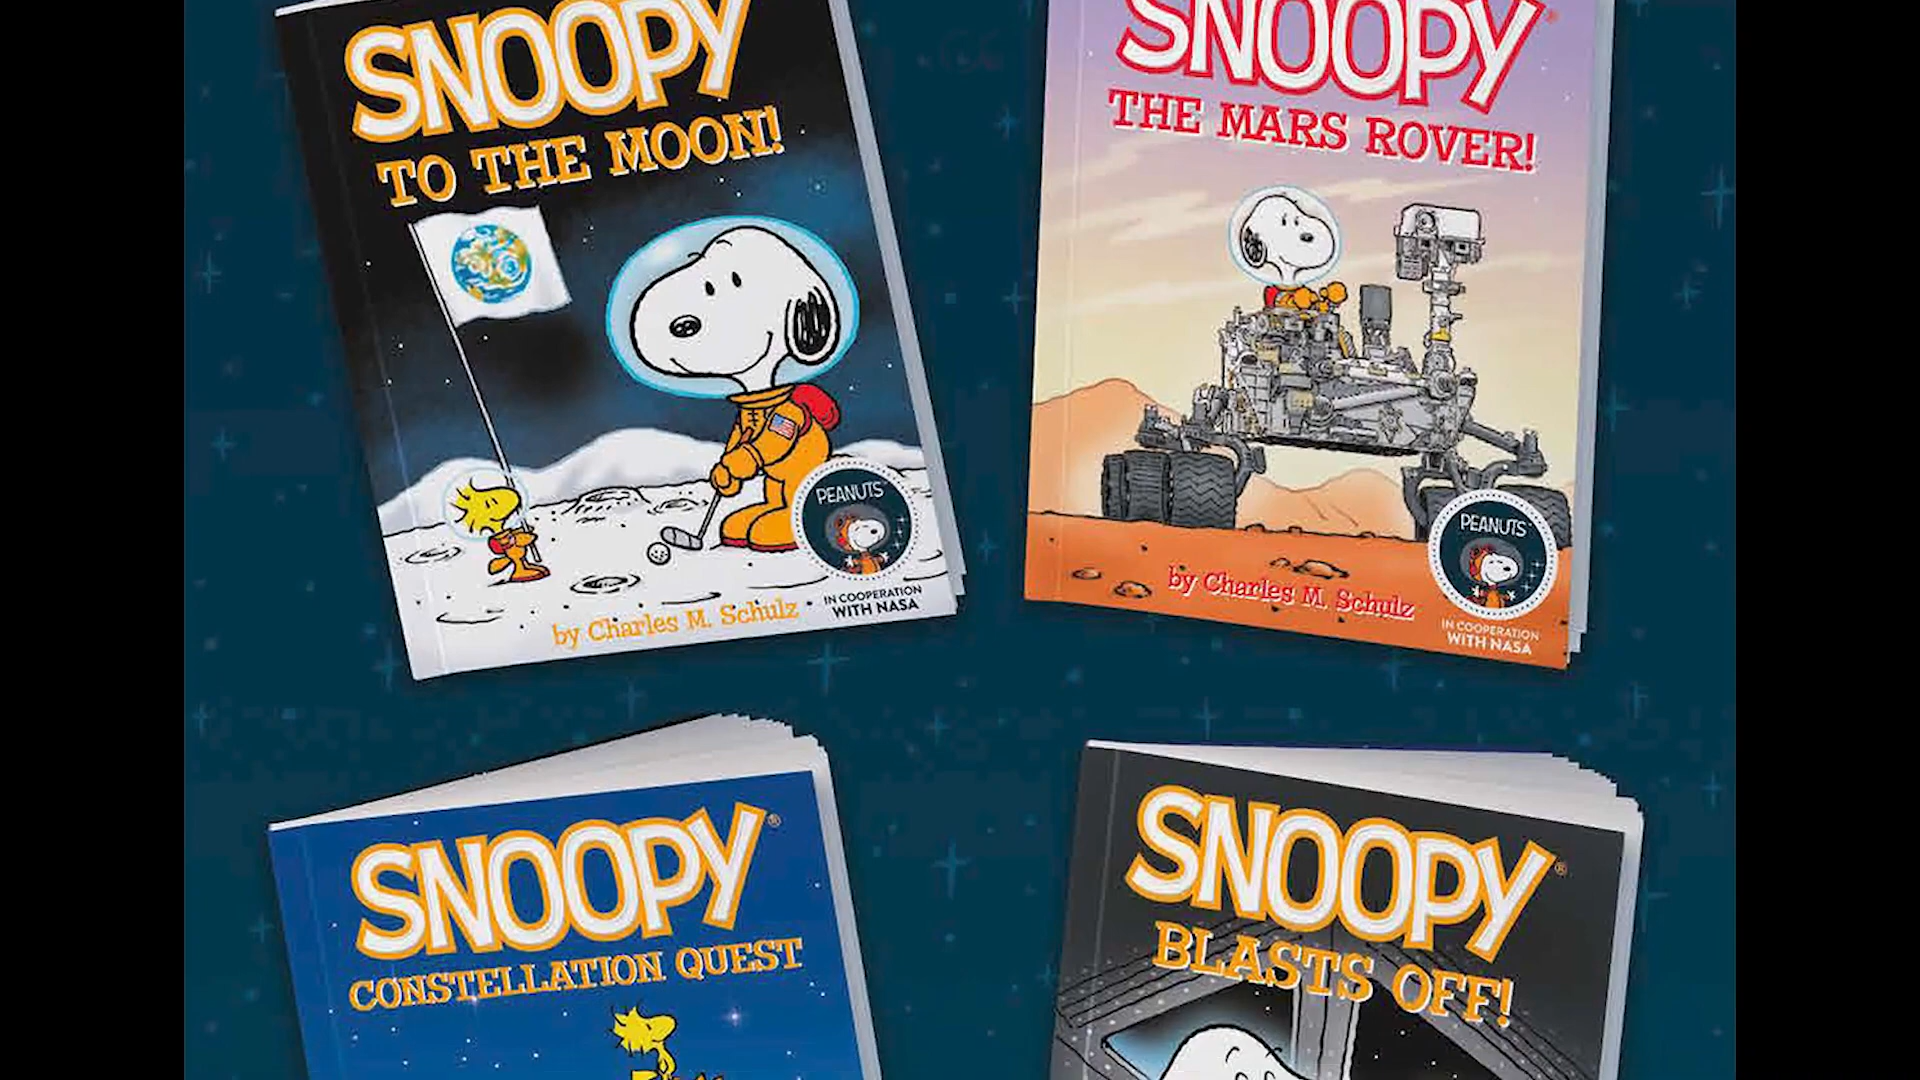 SNOOPY
TO THE MOON!
PEANUTS
by Charles M. Schulz
IN COOPERATION
WITH NASA
SNOOPY®
THE MARS ROVER!
PEANUTS
by Charles M. Schulz
IN COOPERATION
WITH NASA
SNOOPY®
CONSTELLATION QUEST
SNOOPY®
BLASTS OFF!